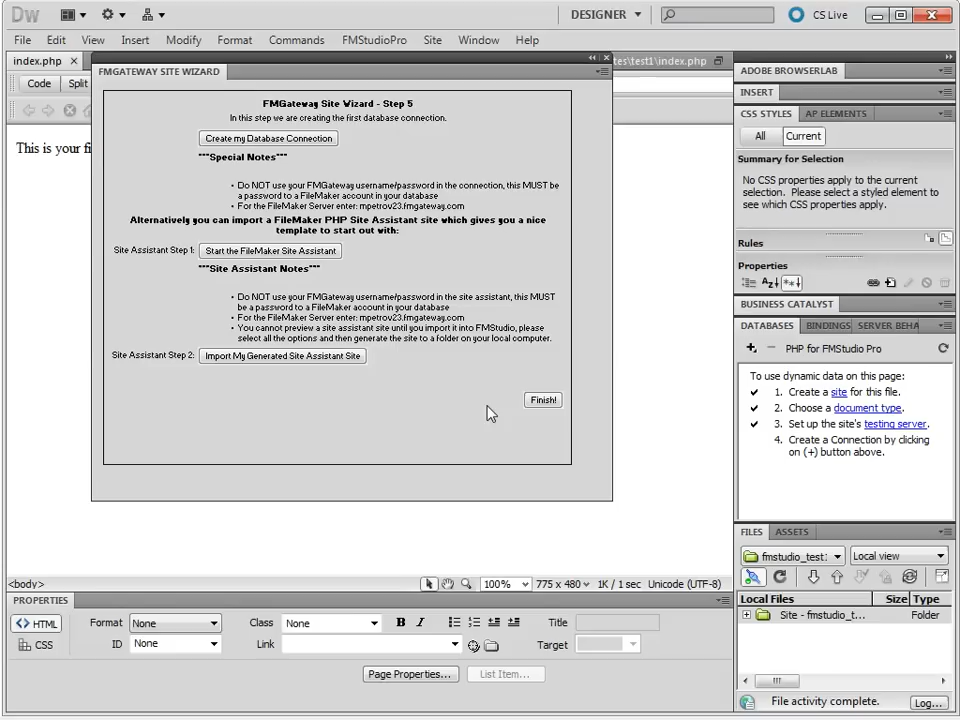 Dw
DESIGNER
CS Live
File Edit View Insert Modify Format Commands FMStudioPro Site Window Help
index.php
tes\test1\index.php
Code Split
This is your fi
FMGATEWAY SITE WIZARD
FMGateway Site Wizard - Step 5
In this step we are creating the first database connection.
Create my Database Connection
***Special Notes***
• Do NOT use your FMGateway username/password in the connection, this MUST
be a password to a FileMaker account in your database
• For the FileMaker Server enter: mpetrov23.fmgateway.com
Alternatively you can import a FileMaker PHP Site Assistant site which gives you a nice
template to start out with:
Site Assistant Step 1: Start the FileMaker Site Assistant
***Site Assistant Notes***
• Do NOT use your FMGateway username/password in the site assistant, this MUST
be a password to a FileMaker account in your database
• For the FileMaker Server enter: mpetrov23.fmgateway.com
• You cannot preview a site assistant site until you import it into FMStudio, please
select all the options and then generate the site to a folder on your local computer.
Site Assistant Step 2: Import My Generated Site Assistant Site
Finish!
ADOBE BROWSERLAB
INSERT
CSS STYLES AP ELEMENTS
All Current
Summary for Selection
No CSS properties apply to the current
selection. Please select a styled element to
see which CSS properties apply.
Rules
Properties
BUSINESS CATALYST
DATABASES BINDINGS SERVER BEHA
PHP for FMStudio Pro
To use dynamic data on this page:
1. Create a site for this file.
2. Choose a document type.
3. Set up the site's testing server.
4. Create a Connection by clicking
on (+) button above.
FILES ASSETS
fmstudio_test: Local view
Local Files Size Type
Site - fmstudio_t... Folder
File activity complete. Log...
<body>
100% 775 x 480 1K / 1 sec Unicode (UTF-8)
PROPERTIES
HTML Format None Class None B I Title
CSS ID None Link Target
Page Properties... List Item...